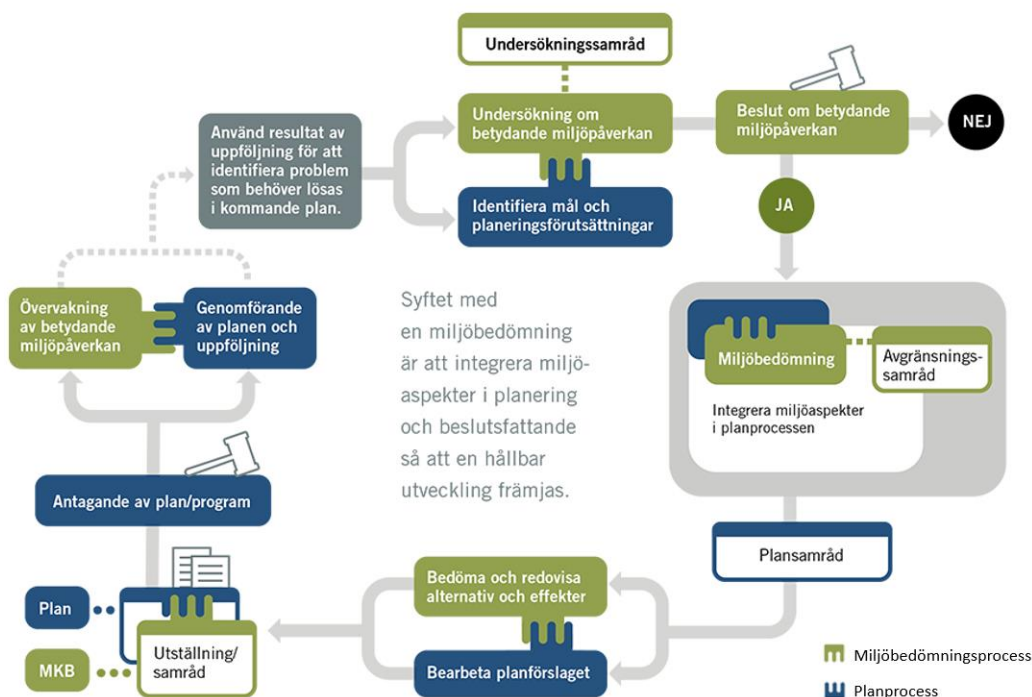 Undersökningssamråd
Undersökning om
betydande miljöpåverkan
Beslut om betydande
miljöpåverkan
NEJ
JA
Använd resultat av
uppföljning för att
identifiera problem
som behöver lösas
i kommande plan.
Identifiera mål och
planeringsförutsättningar
Övervakning
av betydande
miljöpåverkan
Genomförande
av planen och
uppföljning
Syftet med
en miljöbedömning
är att integrera miljö-
aspekter i planering
och beslutsfattande
så att en hållbar
utveckling främjas.
Miljöbedömning
Avgränsnings-
samråd
Integrera miljöaspekter
i planprocessen
Antagande av plan/program
Plansamråd
Bedöma och redovisa
alternativ och effekter
Bearbeta planförslaget
Plan
MKB
Utställning/
samråd
Miljöbedömningsprocess
Planprocess